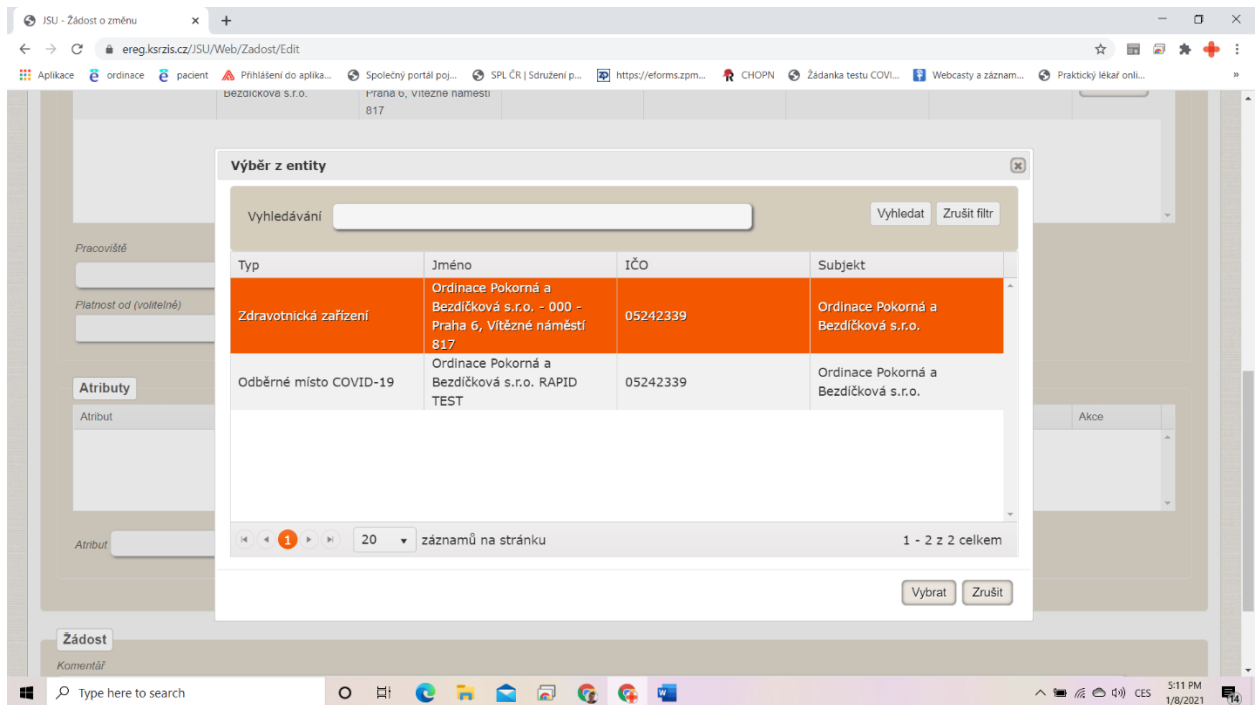 JSU - Žádost o změnu
ereg.ksrzis.cz/JSU/Web/Zadost/Edit
Aplikace ordinace pacient Přihlášení do aplika... Společný portál poj... SPL ČR | Sdružení p... https://eforms.zpm... CHOPN Žádanka testu COVI... Webcasty a záznam... Praktický lékař onli... »
Bezdíčková s.r.o. Praha 6, Vítězné náměstí
817
Výběr z entity
Vyhledávání Vyhledat Zrušit filtr
Pracoviště
Typ Jméno IČO Subjekt
Zdravotnická zařízení Ordinace Pokorná a Bezdíčková s.r.o. - 000 - Praha 6, Vítězné náměstí 817 05242339 Ordinace Pokorná a Bezdíčková s.r.o.
Platnost od (volitelné)
Odběrné místo COVID-19 Ordinace Pokorná a Bezdíčková s.r.o. RAPID TEST 05242339 Ordinace Pokorná a Bezdíčková s.r.o.
Atributy
Atribut Akce
1 20 záznamů na stránku 1 - 2 z 2 celkem
Atribut
Vybrat Zrušit
Žádost
Komentář
Type here to search CES 5:11 PM
1/8/2021 14